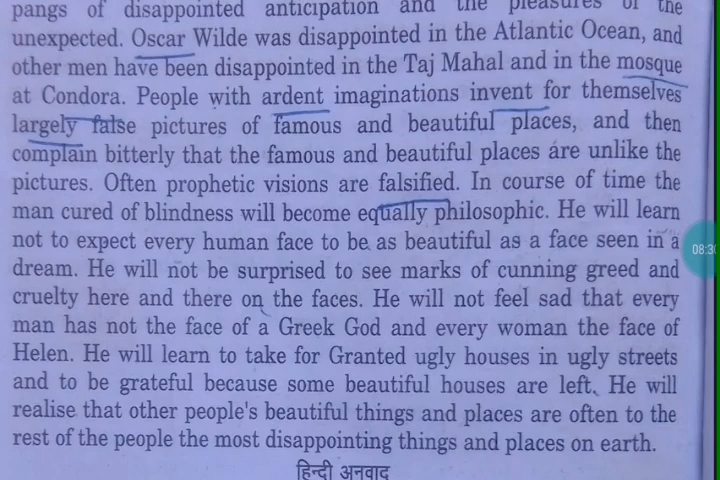 pangs of disappointed anticipation and the pleasures of the
unexpected. Oscar Wilde was disappointed in the Atlantic Ocean, and
other men have been disappointed in the Taj Mahal and in the mosque
at Condora. People with ardent imaginations invent for themselves
largely false pictures of famous and beautiful places, and then
complain bitterly that the famous and beautiful places are unlike the
pictures. Often prophetic visions are falsified. In course of time the
man cured of blindness will become equally philosophic. He will learn
not to expect every human face to be as beautiful as a face seen in a
dream. He will not be surprised to see marks of cunning greed and
cruelty here and there on the faces. He will not feel sad that every
man has not the face of a Greek God and every woman the face of
Helen. He will learn to take for Granted ugly houses in ugly streets
and to be grateful because some beautiful houses are left. He will
realise that other people's beautiful things and places are often to the
rest of the people the most disappointing things and places on earth.
हिन्दी अनुवाद